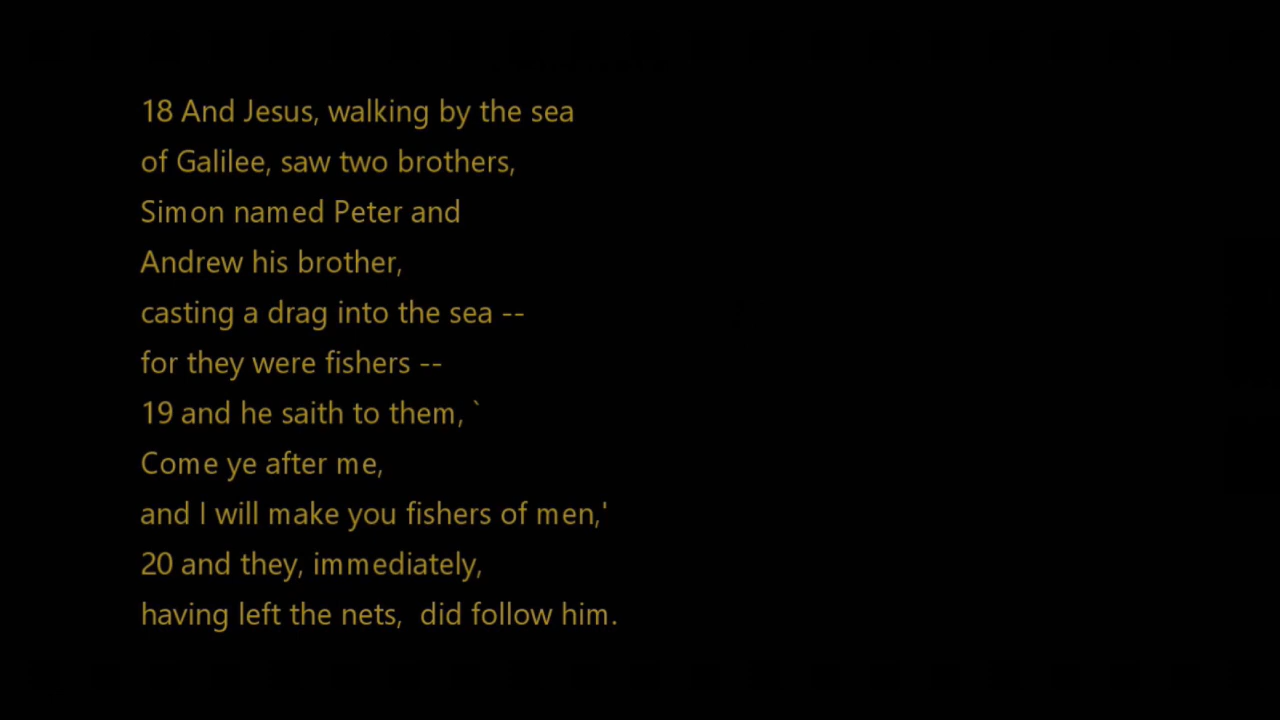 18 And Jesus, walking by the sea
of Galilee, saw two brothers,
Simon named Peter and
Andrew his brother,
casting a drag into the sea --
for they were fishers --
19 and he saith to them, `
Come ye after me,
and I will make you fishers of men,'
20 and they, immediately,
having left the nets,  did follow him.